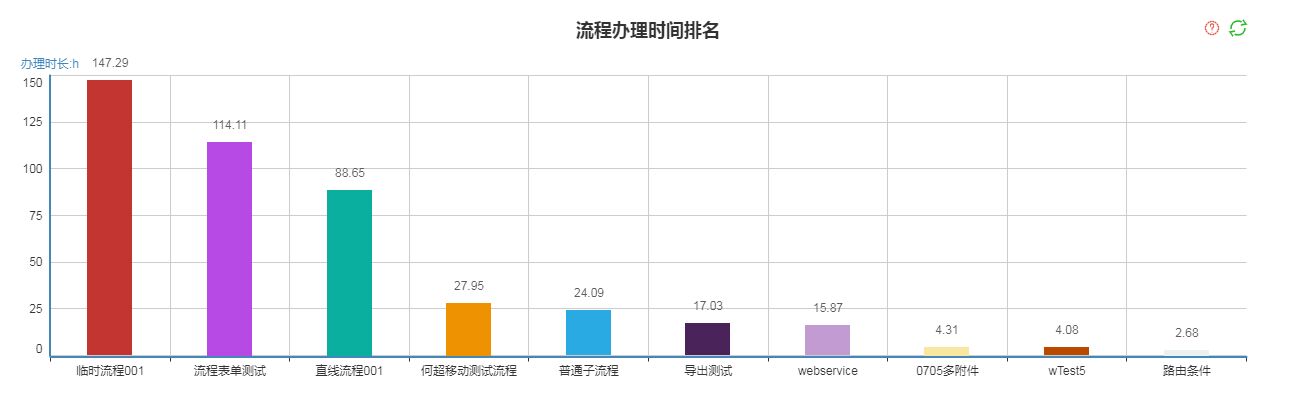 流程办理时间排名
办理时长:h
147.29
150
125
114.11
100
88.65
75
50
27.95
24.09
25
17.03
15.87
4.31
4.08
2.68
0
临时流程001
流程表单测试
直线流程001
何超移动测试流程
普通子流程
导出测试
webservice
0705多附件
wTest5
路由条件